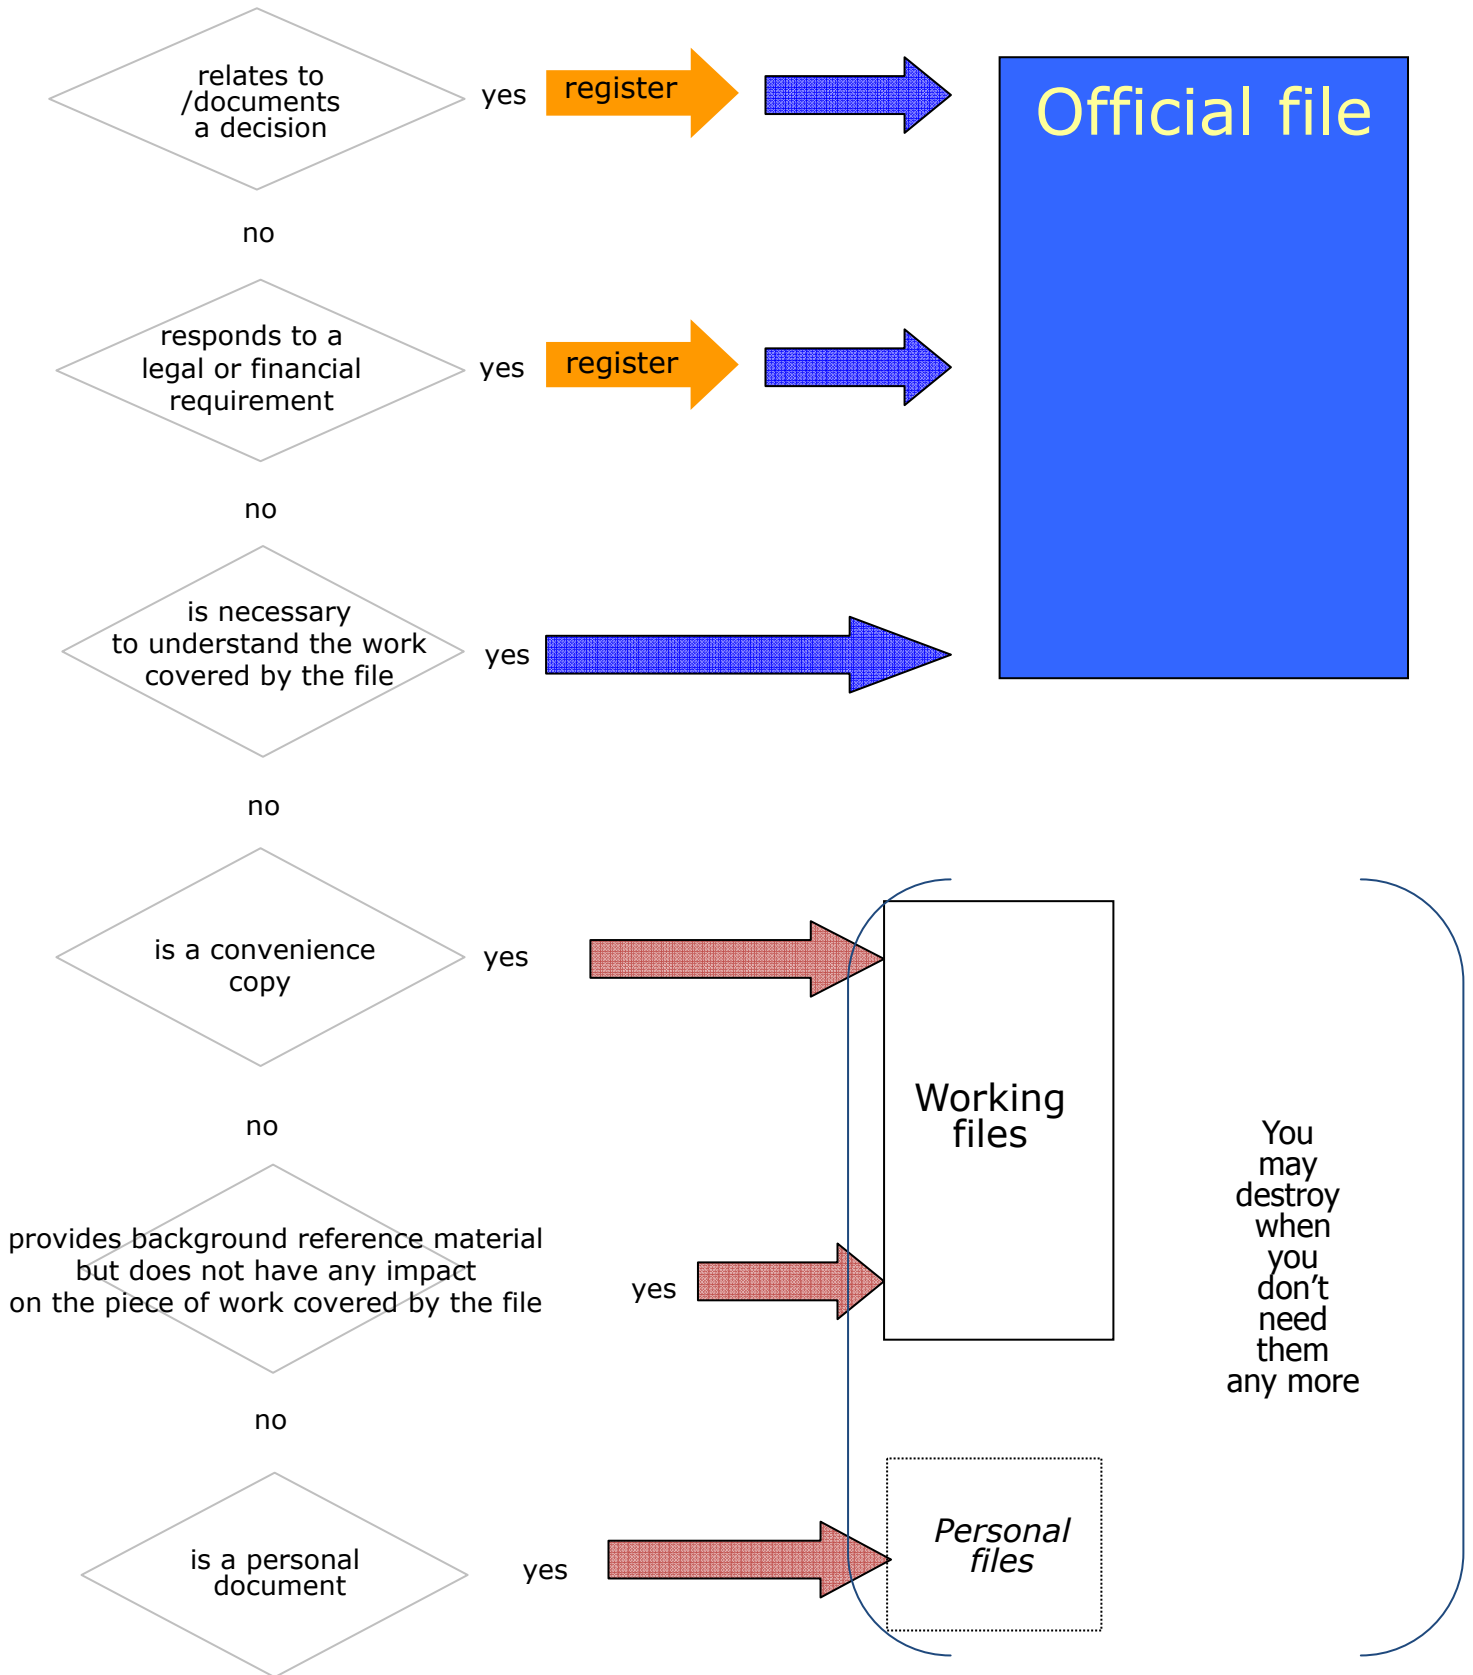 relates to
/documents
a decision
yes
register
Official file
no
responds to a
legal or financial
requirement
yes
register
no
is necessary
to understand the work
covered by the file
yes
no
is a convenience
copy
yes
Working
files
no
provides background reference material
but does not have any impact
on the piece of work covered by the file
yes
You
may
destroy
when
you
don’t
need
them
any more
no
is a personal
document
yes
Personal
files